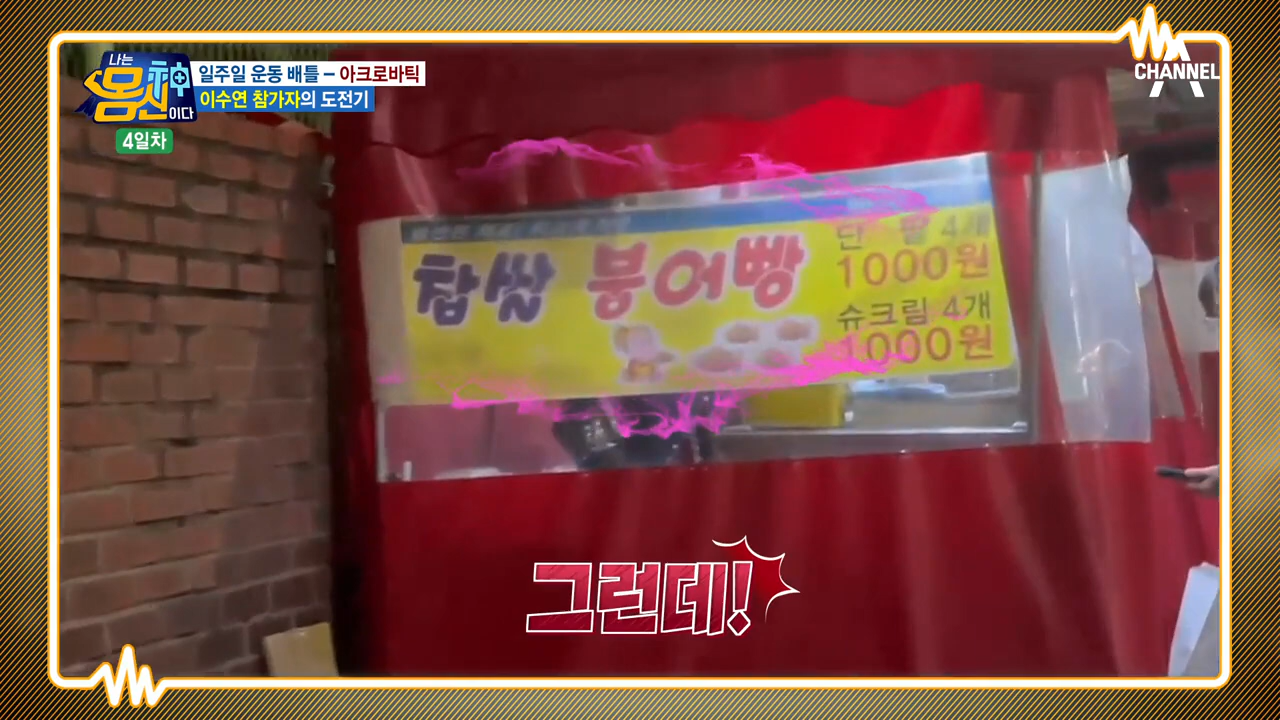 나는
몸신神이다
일주일 운동 배틀 – 아크로바틱
이수연 참가자의 도전기
4일차
CHANNEL A
찹쌀 붕어빵
단 팥 4개
1000원
슈크림 4개
1000원
그런데!